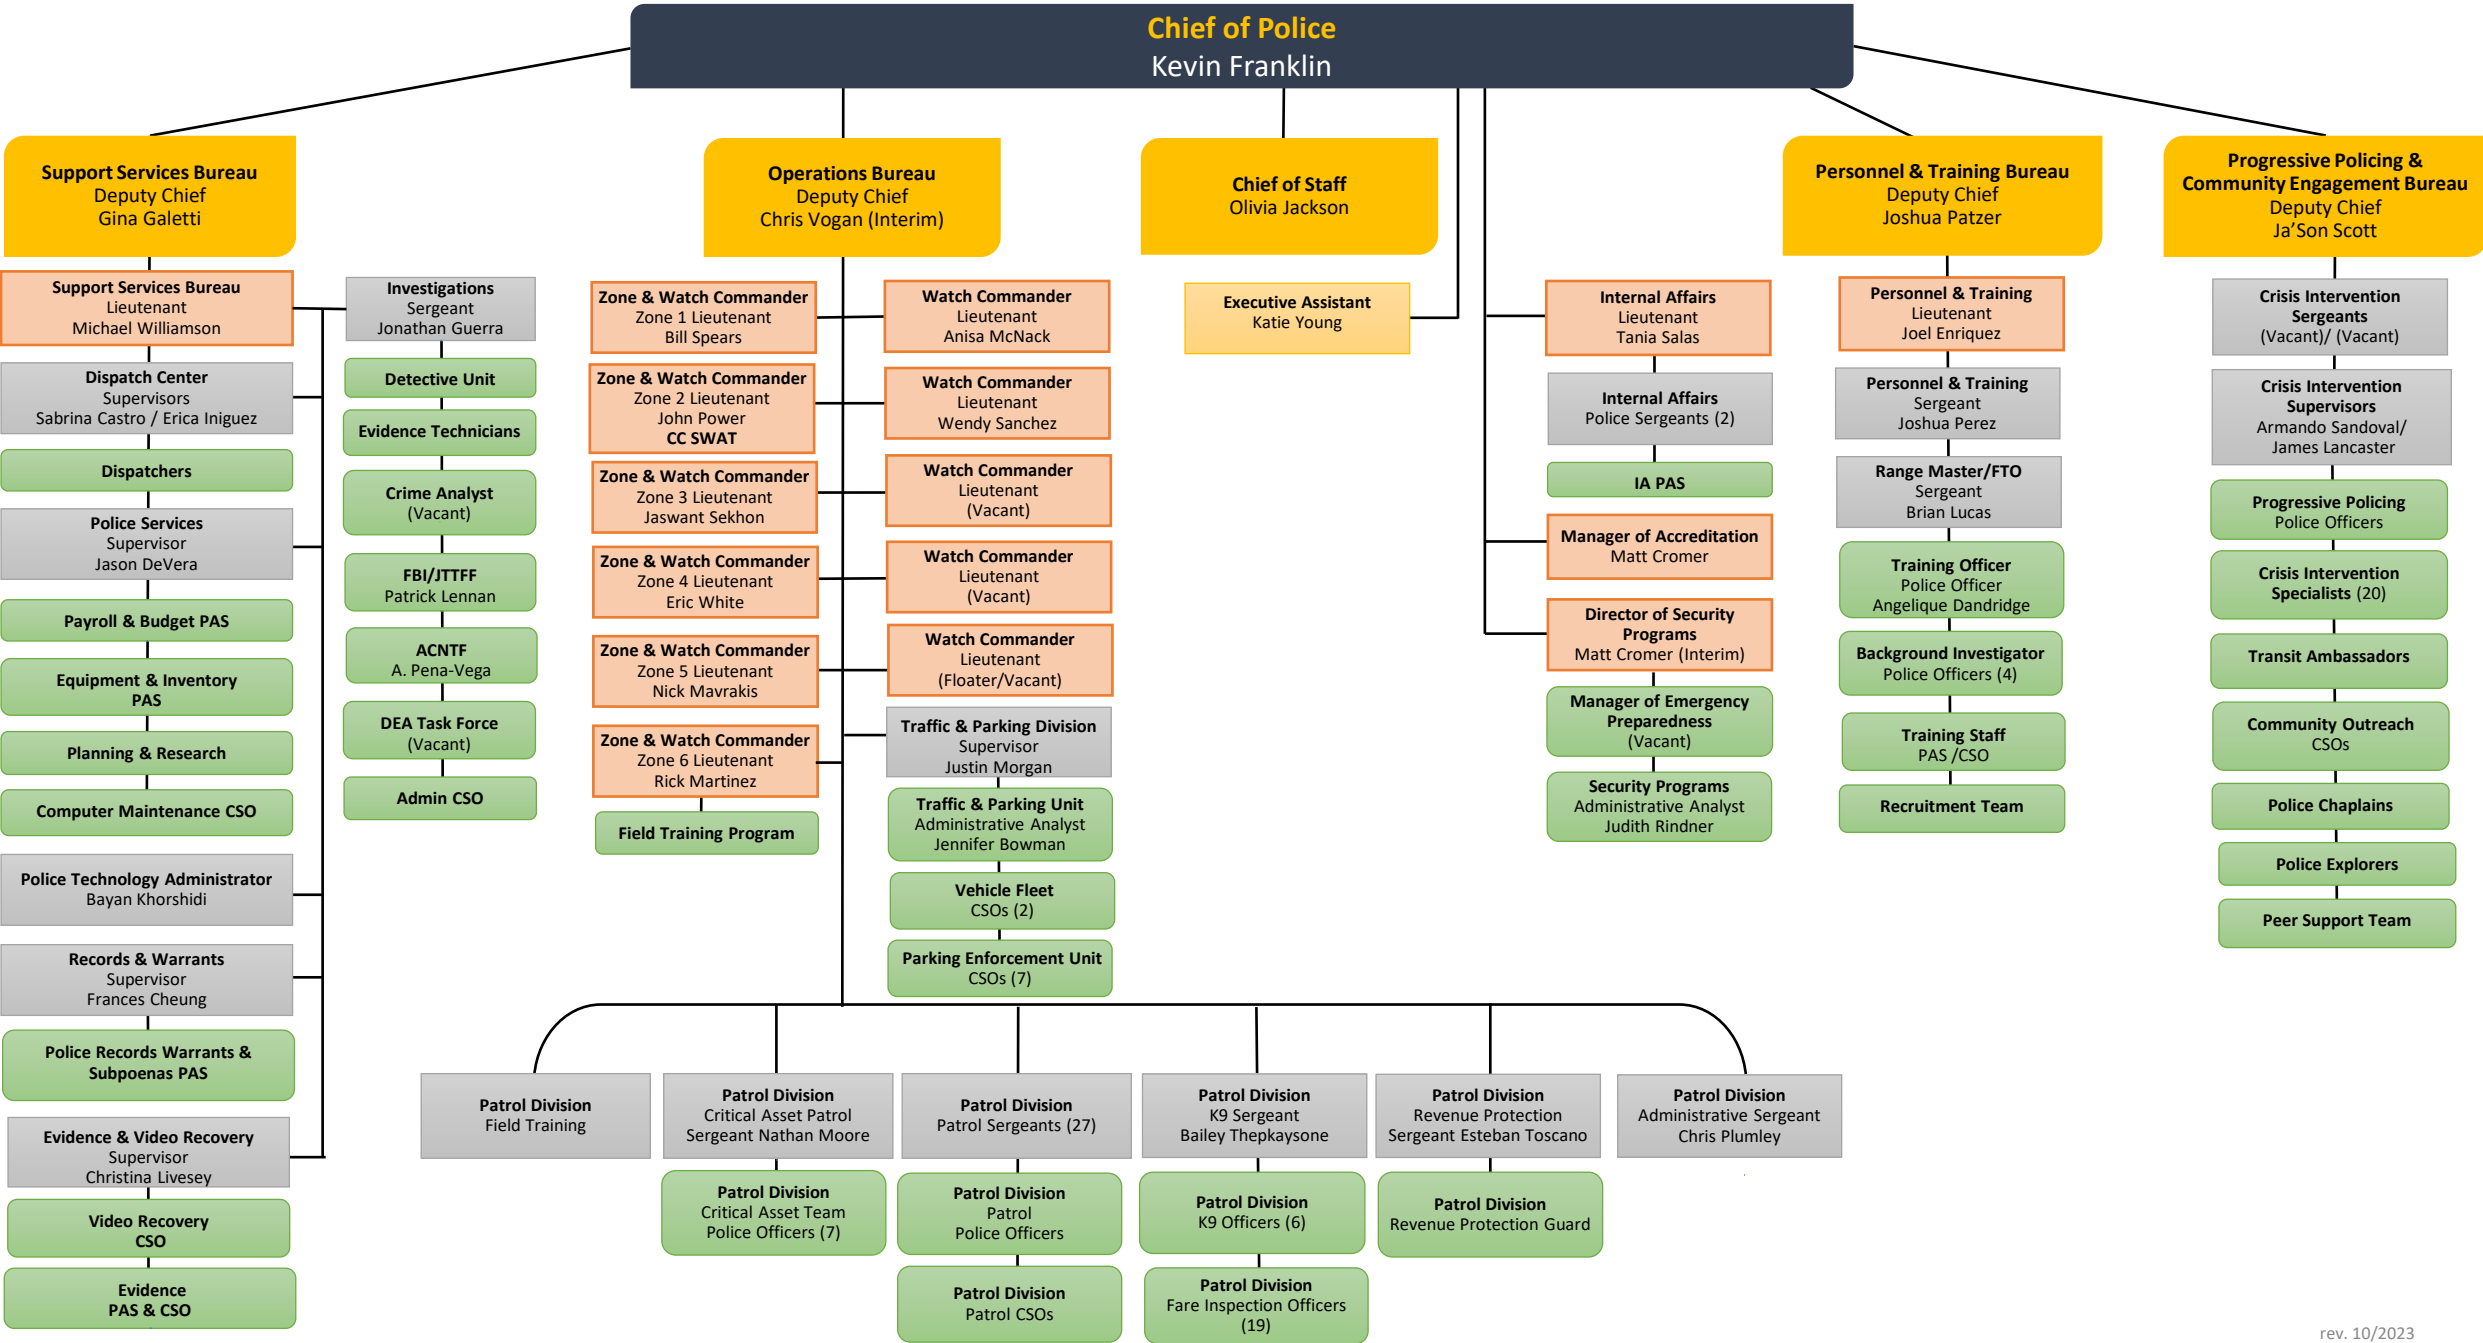 Chief of Police
Kevin Franklin
Support Services Bureau
Deputy Chief
Gina Galetti
Operations Bureau
Deputy Chief
Chris Vogan (Interim)
Chief of Staff
Olivia Jackson
Personnel & Training Bureau
Deputy Chief
Joshua Patzer
Progressive Policing &
Community Engagement Bureau
Deputy Chief
Ja’Son Scott
Support Services Bureau
Lieutenant
Michael Williamson
Dispatch Center
Supervisors
Sabrina Castro / Erica Iniguez
Dispatchers
Police Services
Supervisor
Jason DeVera
Payroll & Budget PAS
Equipment & Inventory
PAS
Planning & Research
Computer Maintenance CSO
Police Technology Administrator
Bayan Khorshidi
Records & Warrants
Supervisor
Frances Cheung
Police Records Warrants &
Subpoenas PAS
Evidence & Video Recovery
Supervisor
Christina Livesey
Video Recovery
CSO
Evidence
PAS & CSO
Investigations
Sergeant
Jonathan Guerra
Detective Unit
Evidence Technicians
Crime Analyst
(Vacant)
FBI/JTTFF
Patrick Lennan
ACNTF
A. Pena-Vega
DEA Task Force
(Vacant)
Admin CSO
Zone & Watch Commander
Zone 1 Lieutenant
Bill Spears
Zone & Watch Commander
Zone 2 Lieutenant
John Power
CC SWAT
Zone & Watch Commander
Zone 3 Lieutenant
Jaswant Sekhon
Zone & Watch Commander
Zone 4 Lieutenant
Eric White
Zone & Watch Commander
Zone 5 Lieutenant
Nick Mavrakis
Zone & Watch Commander
Zone 6 Lieutenant
Rick Martinez
Field Training Program
Watch Commander
Lieutenant
Anisa McNack
Watch Commander
Lieutenant
Wendy Sanchez
Watch Commander
Lieutenant
(Vacant)
Watch Commander
Lieutenant
(Vacant)
Watch Commander
Lieutenant
(Floater/Vacant)
Traffic & Parking Division
Supervisor
Justin Morgan
Traffic & Parking Unit
Administrative Analyst
Jennifer Bowman
Vehicle Fleet
CSOs (2)
Parking Enforcement Unit
CSOs (7)
Executive Assistant
Katie Young
Internal Affairs
Lieutenant
Tania Salas
Internal Affairs
Police Sergeants (2)
IA PAS
Manager of Accreditation
Matt Cromer
Director of Security
Programs
Matt Cromer (Interim)
Manager of Emergency
Preparedness
(Vacant)
Security Programs
Administrative Analyst
Judith Rindner
Personnel & Training
Lieutenant
Joel Enriquez
Personnel & Training
Sergeant
Joshua Perez
Range Master/FTO
Sergeant
Brian Lucas
Training Officer
Police Officer
Angelique Dandridge
Background Investigator
Police Officers (4)
Training Staff
PAS /CSO
Recruitment Team
Crisis Intervention
Sergeants
(Vacant)/ (Vacant)
Crisis Intervention
Supervisors
Armando Sandoval/
James Lancaster
Progressive Policing
Police Officers
Crisis Intervention
Specialists (20)
Transit Ambassadors
Community Outreach
CSOs
Police Chaplains
Police Explorers
Peer Support Team
Patrol Division
Field Training
Patrol Division
Critical Asset Patrol
Sergeant Nathan Moore
Patrol Division
Critical Asset Team
Police Officers (7)
Patrol Division
Patrol Sergeants (27)
Patrol Division
Patrol
Police Officers
Patrol Division
Patrol CSOs
Patrol Division
K9 Sergeant
Bailey Thepkaysone
Patrol Division
K9 Officers (6)
Patrol Division
Fare Inspection Officers
(19)
Patrol Division
Revenue Protection
Sergeant Esteban Toscano
Patrol Division
Revenue Protection Guard
Patrol Division
Administrative Sergeant
Chris Plumley
rev. 10/2023